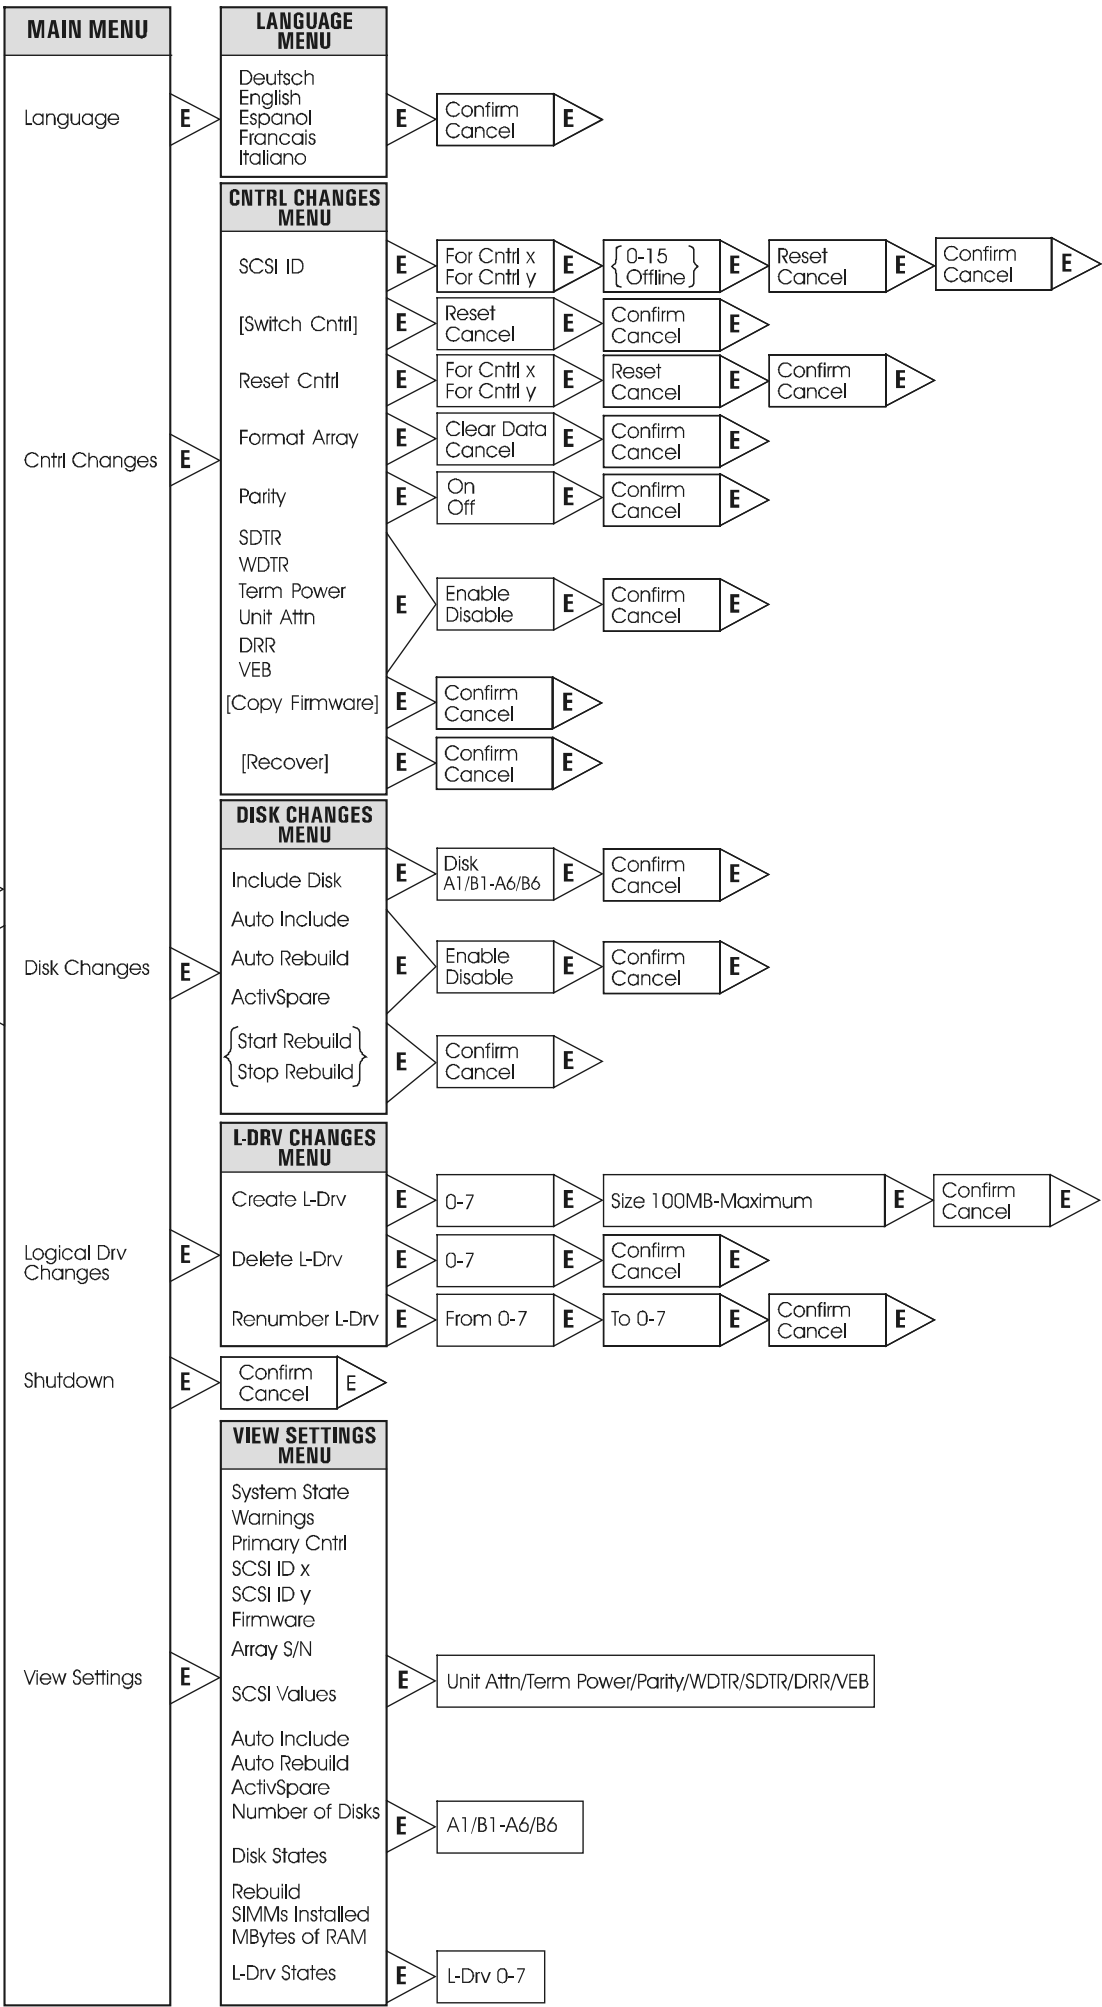 MAIN MENU
LANGUAGE
MENU
Language
E
Deutsch
English
Espanol
Francais
Italiano
E
Confirm
Cancel
E
CNTRL CHANGES
MENU
Cntrl Changes
E
SCSI ID
E
For Cntrl x
For Cntrl y
E
{ 0-15
Offline }
E
Reset
Cancel
E
Confirm
Cancel
E
[Switch Cntrl]
E
Reset
Cancel
E
Confirm
Cancel
E
Reset Cntrl
E
For Cntrl x
For Cntrl y
E
Reset
Cancel
E
Confirm
Cancel
E
Format Array
E
Clear Data
Cancel
E
Confirm
Cancel
E
Parity
E
On
Off
E
Confirm
Cancel
E
SDTR
WDTR
Term Power
Unit Attn
DRR
VEB
E
Enable
Disable
E
Confirm
Cancel
E
[Copy Firmware]
E
Confirm
Cancel
E
[Recover]
E
Confirm
Cancel
E
DISK CHANGES
MENU
Disk Changes
E
Include Disk
E
Disk
A1/B1-A6/B6
E
Confirm
Cancel
E
Auto Include
Auto Rebuild
ActivSpare
E
Enable
Disable
E
Confirm
Cancel
E
{ Start Rebuild
Stop Rebuild }
E
Confirm
Cancel
E
L-DRV CHANGES
MENU
Logical Drv
Changes
E
Create L-Drv
E
0-7
E
Size 100MB-Maximum
E
Confirm
Cancel
E
Delete L-Drv
E
0-7
E
Confirm
Cancel
E
Renumber L-Drv
E
From 0-7
E
To 0-7
E
Confirm
Cancel
E
Shutdown
E
Confirm
Cancel
E
VIEW SETTINGS
MENU
View Settings
E
System State
Warnings
Primary Cntrl
SCSI ID x
SCSI ID y
Firmware
Array S/N
SCSI Values
E
Unit Attn/Term Power/Parity/WDTR/SDTR/DRR/VEB
Auto Include
Auto Rebuild
ActivSpare
Number of Disks
Disk States
E
A1/B1-A6/B6
Rebuild
SIMMs Installed
MBytes of RAM
L-Drv States
E
L-Drv 0-7